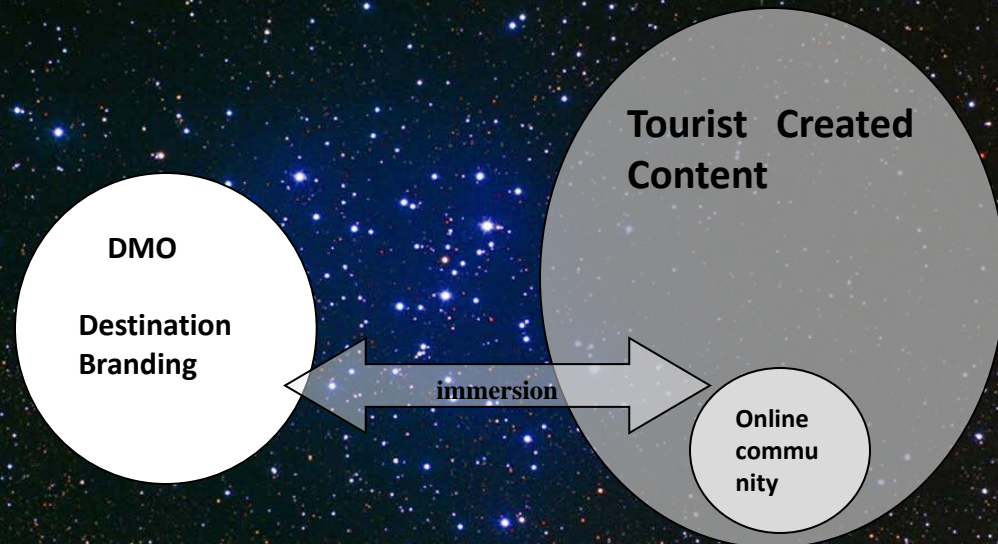 Tourist Created
Content
DMO
Destination
Branding
immersion
Online
commu
nity